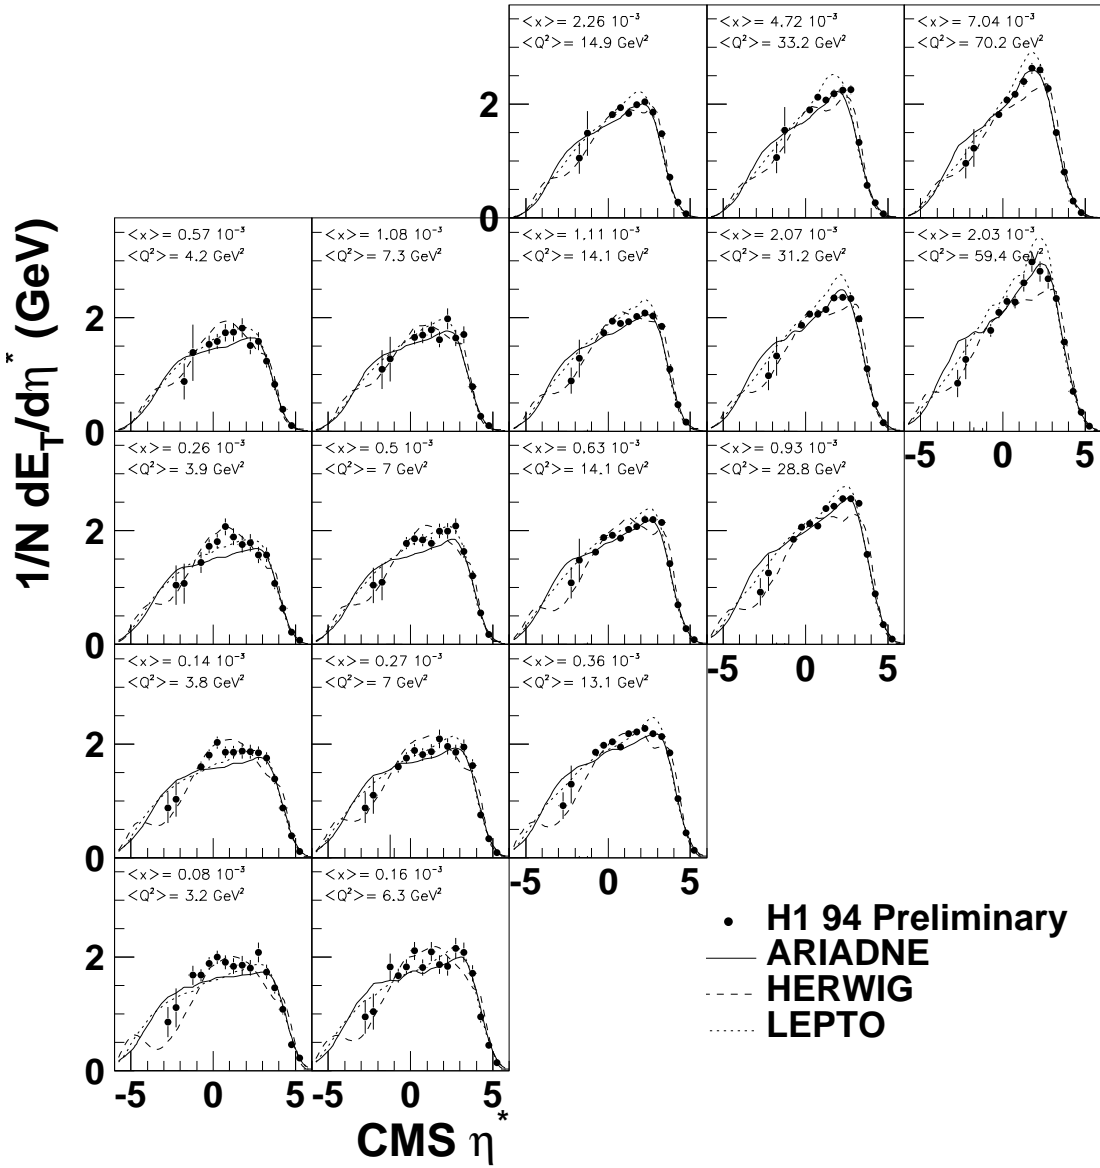 <x>= 2.26 10⁻³ <x>= 4.72 10⁻³ <x>= 7.04 10⁻³
<Q²>= 14.9 GeV² <Q²>= 33.2 GeV² <Q²>= 70.2 GeV²
2
0
<x>= 0.57 10⁻³ <x>= 1.08 10⁻³ <x>= 1.11 10⁻³ <x>= 2.07 10⁻³ <x>= 2.03 10⁻³
<Q²>= 4.2 GeV² <Q²>= 7.3 GeV² <Q²>= 14.1 GeV² <Q²>= 31.2 GeV² <Q²>= 59.4 GeV²
1/N dE_T/dη* (GeV)
2
0
-5 0 5
<x>= 0.26 10⁻³ <x>= 0.5 10⁻³ <x>= 0.63 10⁻³ <x>= 0.93 10⁻³
<Q²>= 3.9 GeV² <Q²>= 7 GeV² <Q²>= 14.1 GeV² <Q²>= 28.8 GeV²
2
0
-5 0 5
<x>= 0.14 10⁻³ <x>= 0.27 10⁻³ <x>= 0.36 10⁻³
<Q²>= 3.8 GeV² <Q²>= 7 GeV² <Q²>= 13.1 GeV²
2
0
-5 0 5
<x>= 0.08 10⁻³ <x>= 0.16 10⁻³
<Q²>= 3.2 GeV² <Q²>= 6.3 GeV²
2
0
-5 0 5 -5 0 5
CMS η*
H1 94 Preliminary
ARIADNE
HERWIG
LEPTO